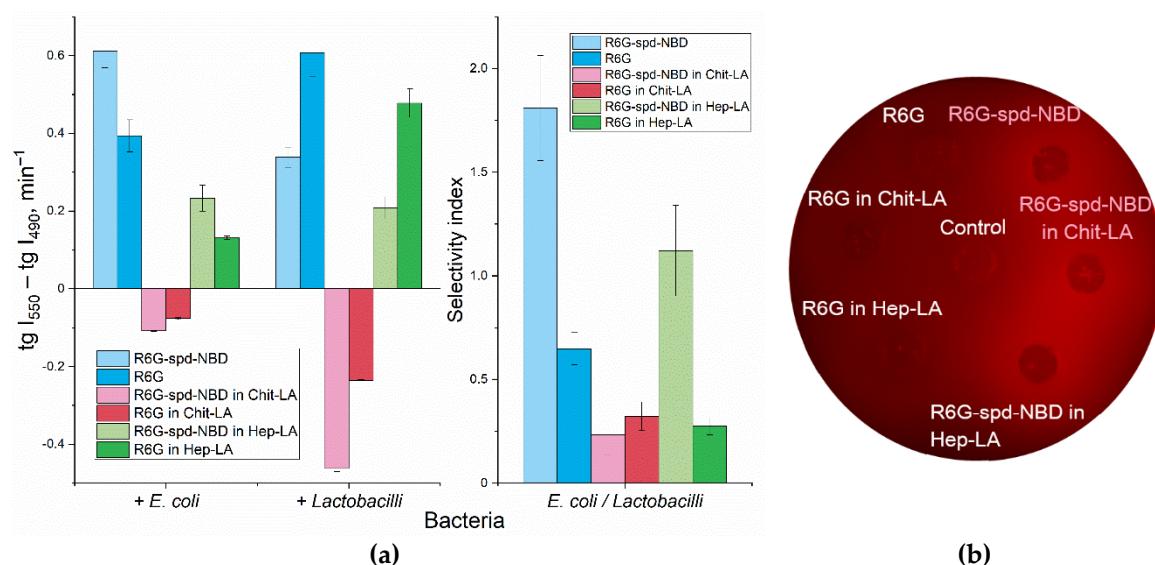 0.6
0.4
0.2
0
-0.2
-0.4
tg I550 – tg I490, min−1
R6G-spd-NBD
R6G
R6G-spd-NBD in Chit-LA
R6G in Chit-LA
R6G-spd-NBD in Hep-LA
R6G in Hep-LA
+ E. coli
+ Lactobacilli
2.0
1.5
1.0
0.5
0
Selectivity index
R6G-spd-NBD
R6G
R6G-spd-NBD in Chit-LA
R6G in Chit-LA
R6G-spd-NBD in Hep-LA
R6G in Hep-LA
E. coli / Lactobacilli
Bacteria
(a)
R6G
R6G-spd-NBD
R6G in Chit-LA
R6G-spd-NBD
in Chit-LA
Control
R6G in Hep-LA
R6G-spd-NBD in
Hep-LA
(b)